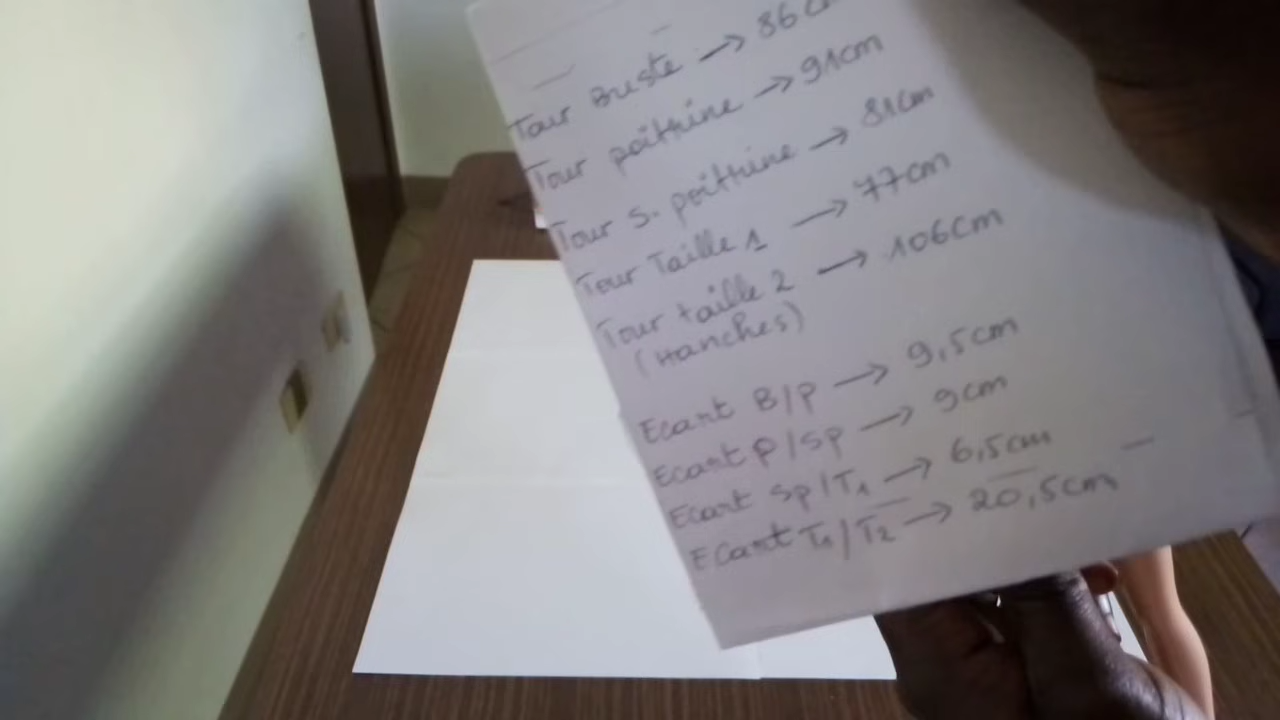 Tour Buste → 86cm
Tour poitrine → 91cm
Tour S. poitrine → 81cm
Tour Taille 1 → 77cm
Tour taille 2 → 106cm
(Hanches)
Ecart B/p → 9,5cm
Ecart P/Sp → 9cm
Ecart Sp/T1 → 6,5cm
Ecart T1/T2 → 20,5cm